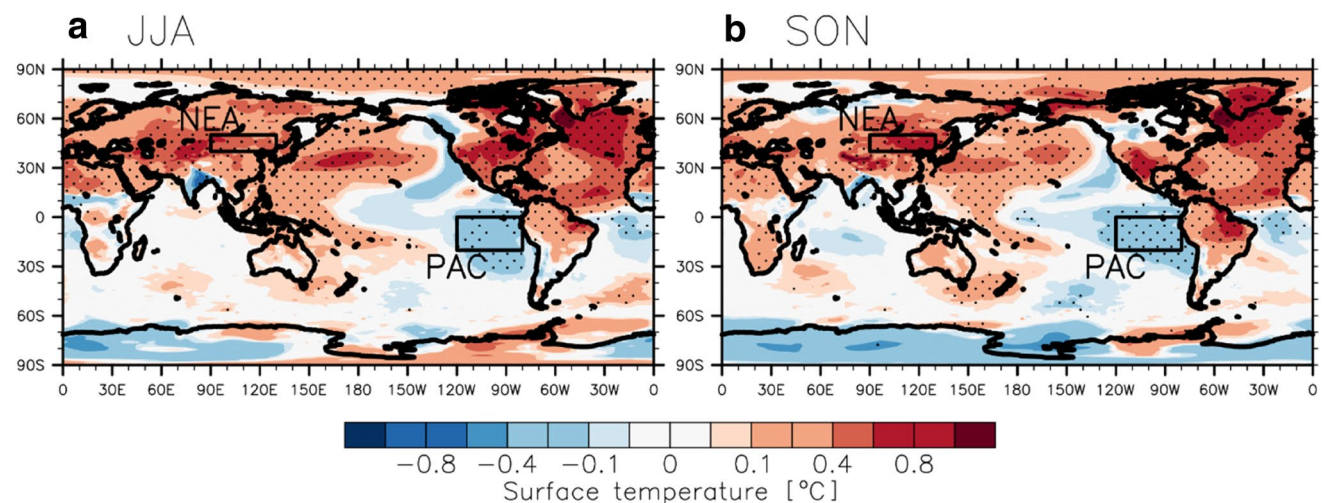 a JJA
b SON
90N
60N
30N
0
30S
60S
90S
NEA
PAC
0 30E 60E 90E 120E 150E 180 150W 120W 90W 60W 30W 0
90N
60N
30N
0
30S
60S
90S
NEA
PAC
0 30E 60E 90E 120E 150E 180 150W 120W 90W 60W 30W 0
−0.8 −0.4 −0.1 0 0.1 0.4 0.8
Surface temperature [°C]